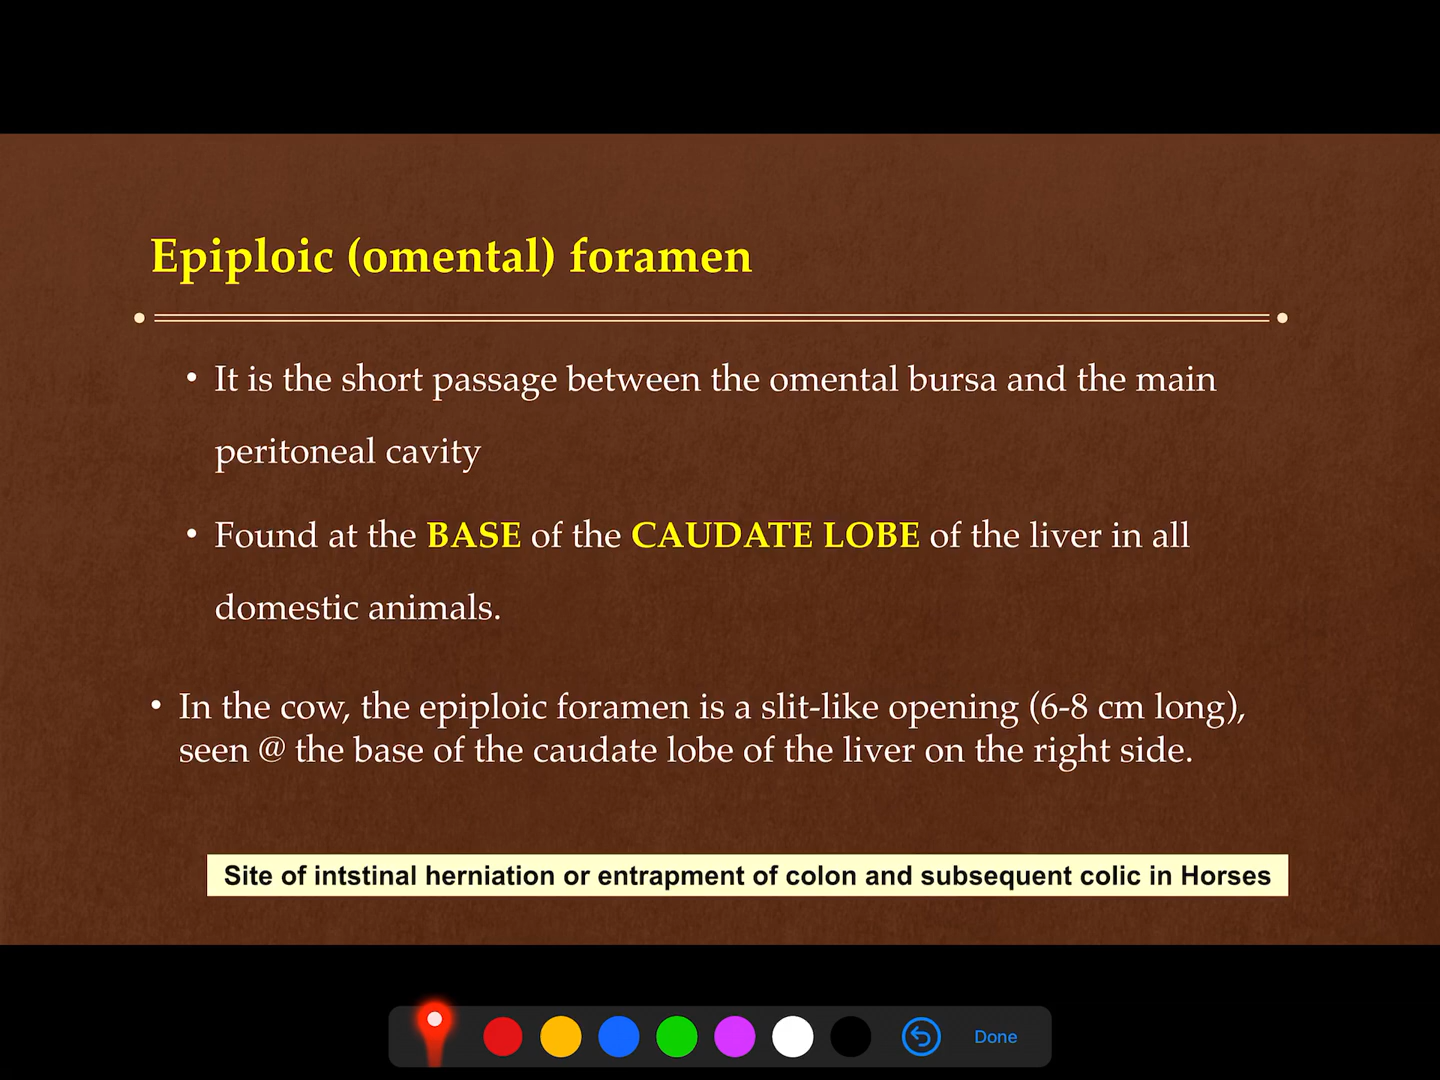 Epiploic (omental) foramen
• It is the short passage between the omental bursa and the main
peritoneal cavity
• Found at the BASE of the CAUDATE LOBE of the liver in all
domestic animals.
• In the cow, the epiploic foramen is a slit-like opening (6-8 cm long),
seen @ the base of the caudate lobe of the liver on the right side.
Site of intstinal herniation or entrapment of colon and subsequent colic in Horses
Done